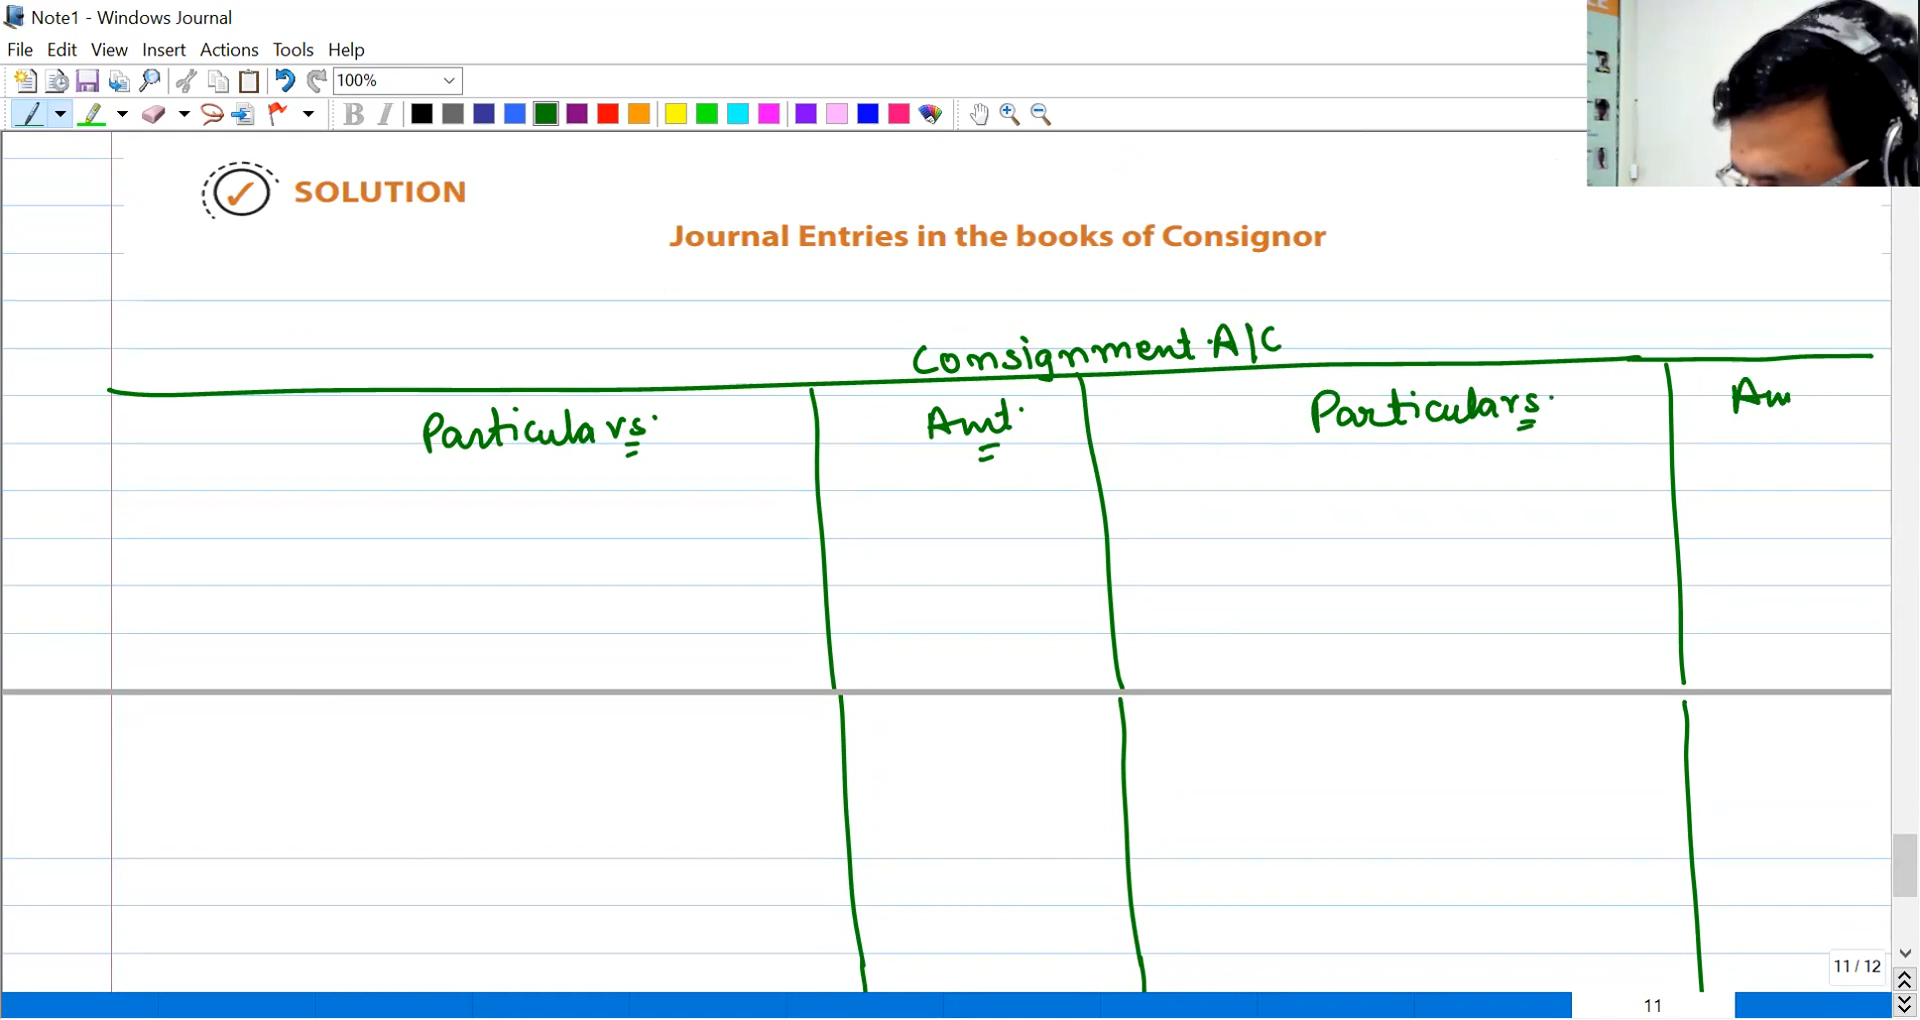 Note1 - Windows Journal
File Edit View Insert Actions Tools Help
100%
B I
SOLUTION
Journal Entries in the books of Consignor
Consignment A/C
Particulars Amt. Particulars Am
11 / 12
11